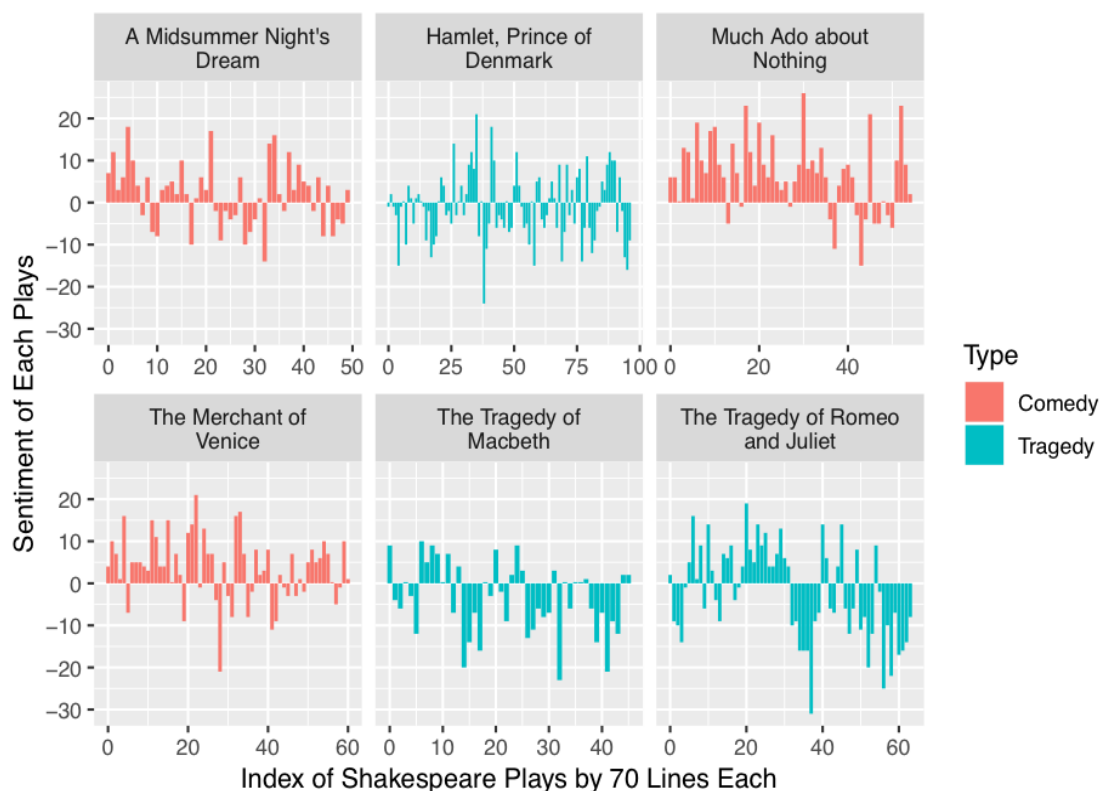 A Midsummer Night's
Dream
Hamlet, Prince of
Denmark
Much Ado about
Nothing
20
10
0
−10
−20
−30
0 10 20 30 40 50
0 25 50 75 100
0 20 40
The Merchant of
Venice
The Tragedy of
Macbeth
The Tragedy of Romeo
and Juliet
20
10
0
−10
−20
−30
0 20 40 60
0 10 20 30 40
0 20 40 60
Sentiment of Each Plays
Index of Shakespeare Plays by 70 Lines Each
Type
Comedy
Tragedy